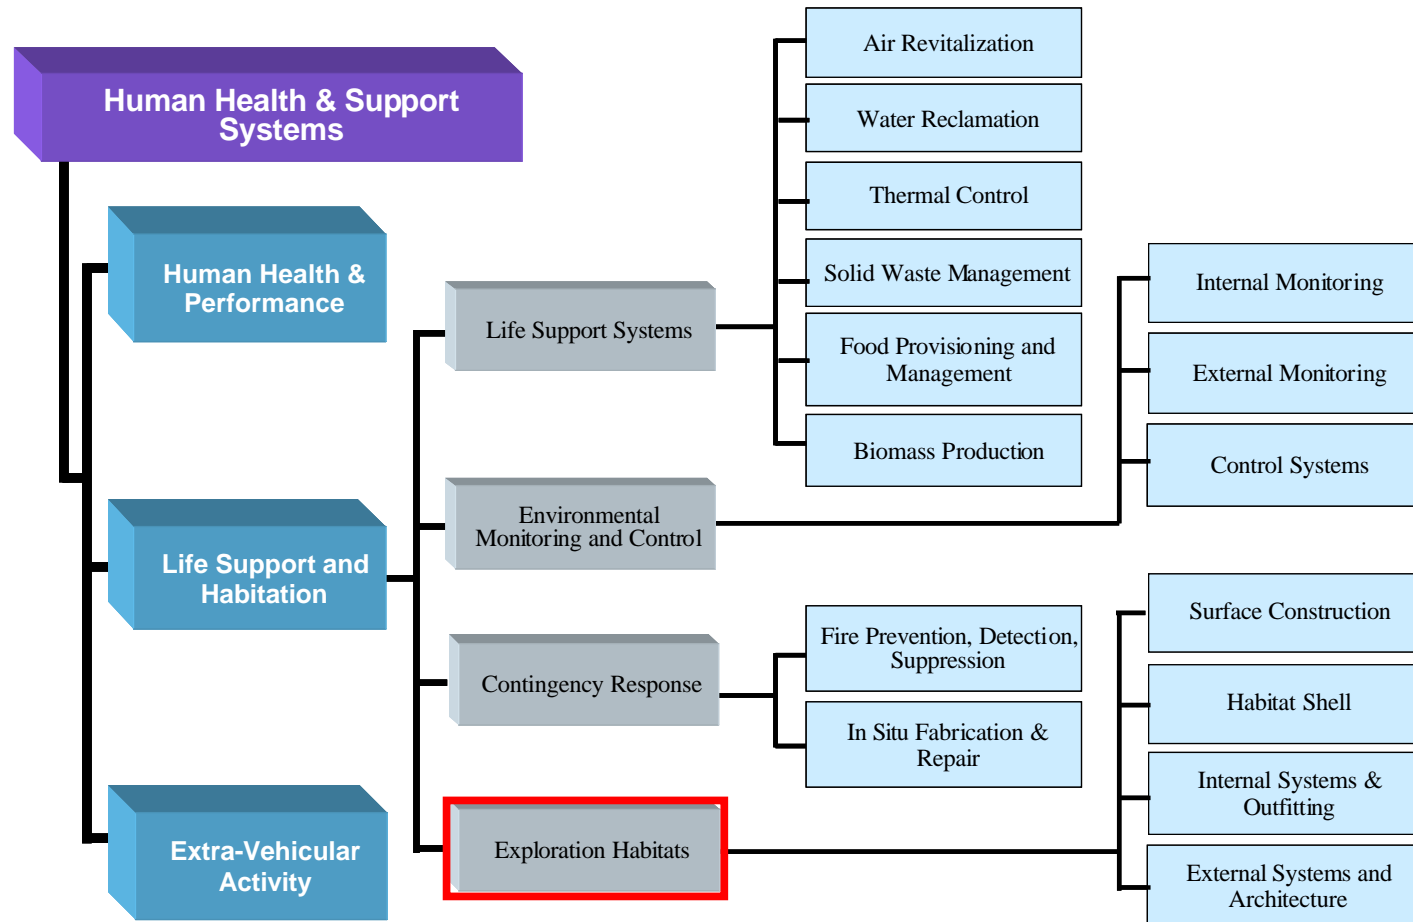 Human Health & Support
Systems
Human Health &
Performance
Life Support and
Habitation
Extra-Vehicular
Activity
Life Support Systems
Environmental
Monitoring and Control
Contingency Response
Exploration Habitats
Air Revitalization
Water Reclamation
Thermal Control
Solid Waste Management
Food Provisioning and
Management
Biomass Production
Fire Prevention, Detection,
Suppression
In Situ Fabrication &
Repair
Internal Monitoring
External Monitoring
Control Systems
Surface Construction
Habitat Shell
Internal Systems &
Outfitting
External Systems and
Architecture